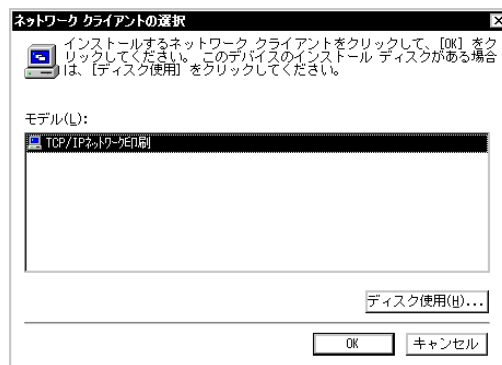 ネットワーク クライアントの選択
インストールするネットワーク クライアントをクリックして、[OK] をク
リックしてください。 このデバイスのインストール ディスクがある場合
は、[ディスク使用] をクリックしてください。
モデル(L):
TCP/IPネットワーク印刷
ディスク使用(H)...
OK
キャンセル